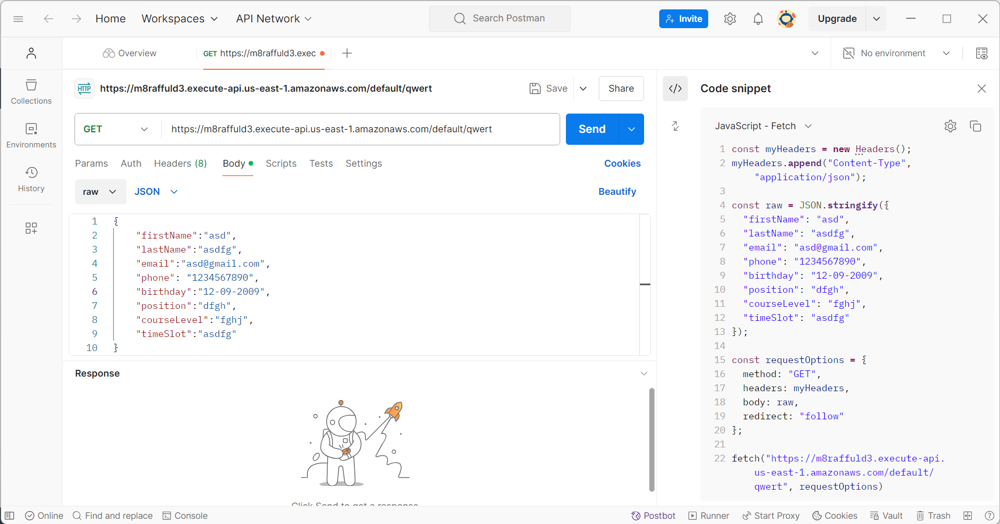 Home Workspaces API Network Search Postman Invite Upgrade
Overview GET https://m8raffuld3.exec No environment
Collections
Environments
History
HTTP https://m8raffuld3.execute-api.us-east-1.amazonaws.com/default/qwert Save Share
GET https://m8raffuld3.execute-api.us-east-1.amazonaws.com/default/qwert Send
Params Auth Headers (8) Body Scripts Tests Settings Cookies
raw JSON Beautify
1 {
2 "firstName":"asd",
3 "lastName":"asdfg",
4 "email":"asd@gmail.com",
5 "phone": "1234567890",
6 "birthday":"12-09-2009",
7 "position":"dfgh",
8 "courseLevel":"fghj",
9 "timeSlot":"asdfg"
10 }
Response
Click Send to get a response
</> Code snippet
JavaScript - Fetch
1 const myHeaders = new Headers();
2 myHeaders.append("Content-Type",
"application/json");
3
4 const raw = JSON.stringify({
5 "firstName": "asd",
6 "lastName": "asdfg",
7 "email": "asd@gmail.com",
8 "phone": "1234567890",
9 "birthday": "12-09-2009",
10 "position": "dfgh",
11 "courseLevel": "fghj",
12 "timeSlot": "asdfg"
13 });
14
15 const requestOptions = {
16 method: "GET",
17 headers: myHeaders,
18 body: raw,
19 redirect: "follow"
20 };
21
22 fetch("https://m8raffuld3.execute-api.
us-east-1.amazonaws.com/default/
qwert", requestOptions)
Online Find and replace Console Postbot Runner Start Proxy Cookies Vault Trash